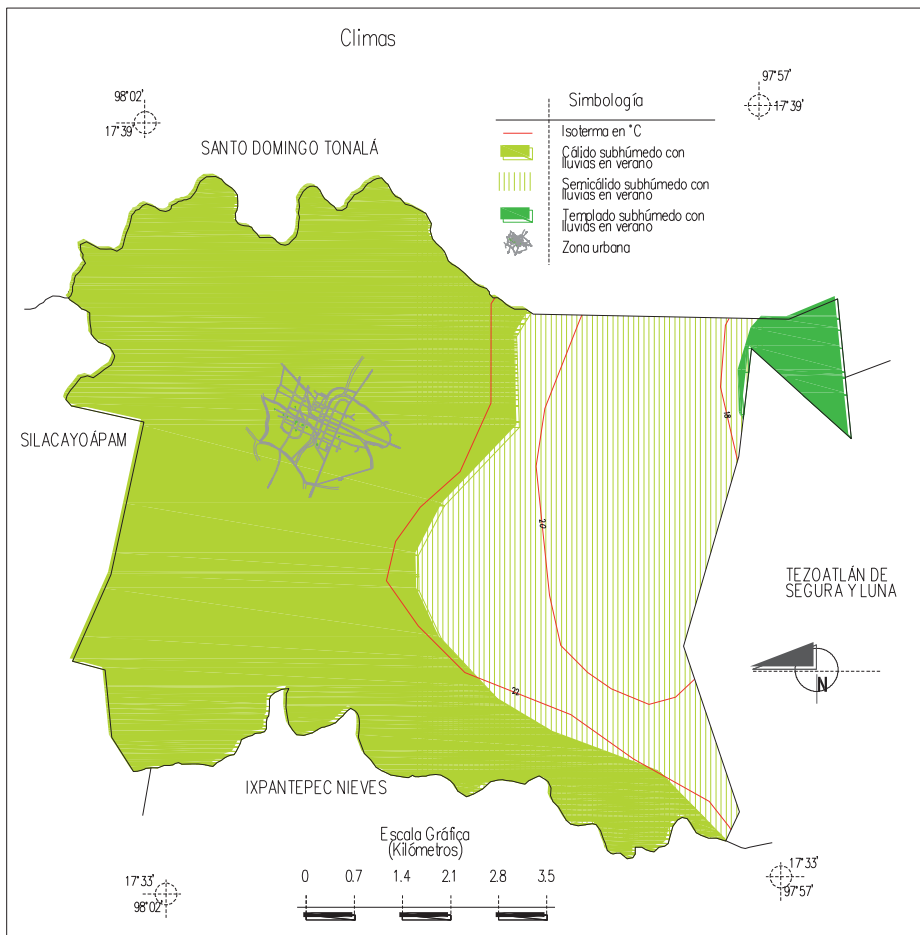 Climas
98°02'
17°39'
97°57'
17°39'
SANTO DOMINGO TONALÁ
Simbología
Isoterma en °C
Cálido subhúmedo con
lluvias en verano
Semicálido subhúmedo con
lluvias en verano
Templado subhúmedo con
lluvias en verano
Zona urbana
SILACAYOÁPAM
18
20
22
TEZOATLÁN DE
SEGURA Y LUNA
N
IXPANTEPEC NIEVES
Escala Gráfica
(Kilómetros)
0 0.7 1.4 2.1 2.8 3.5
17°33'
98°02'
17°33'
97°57'